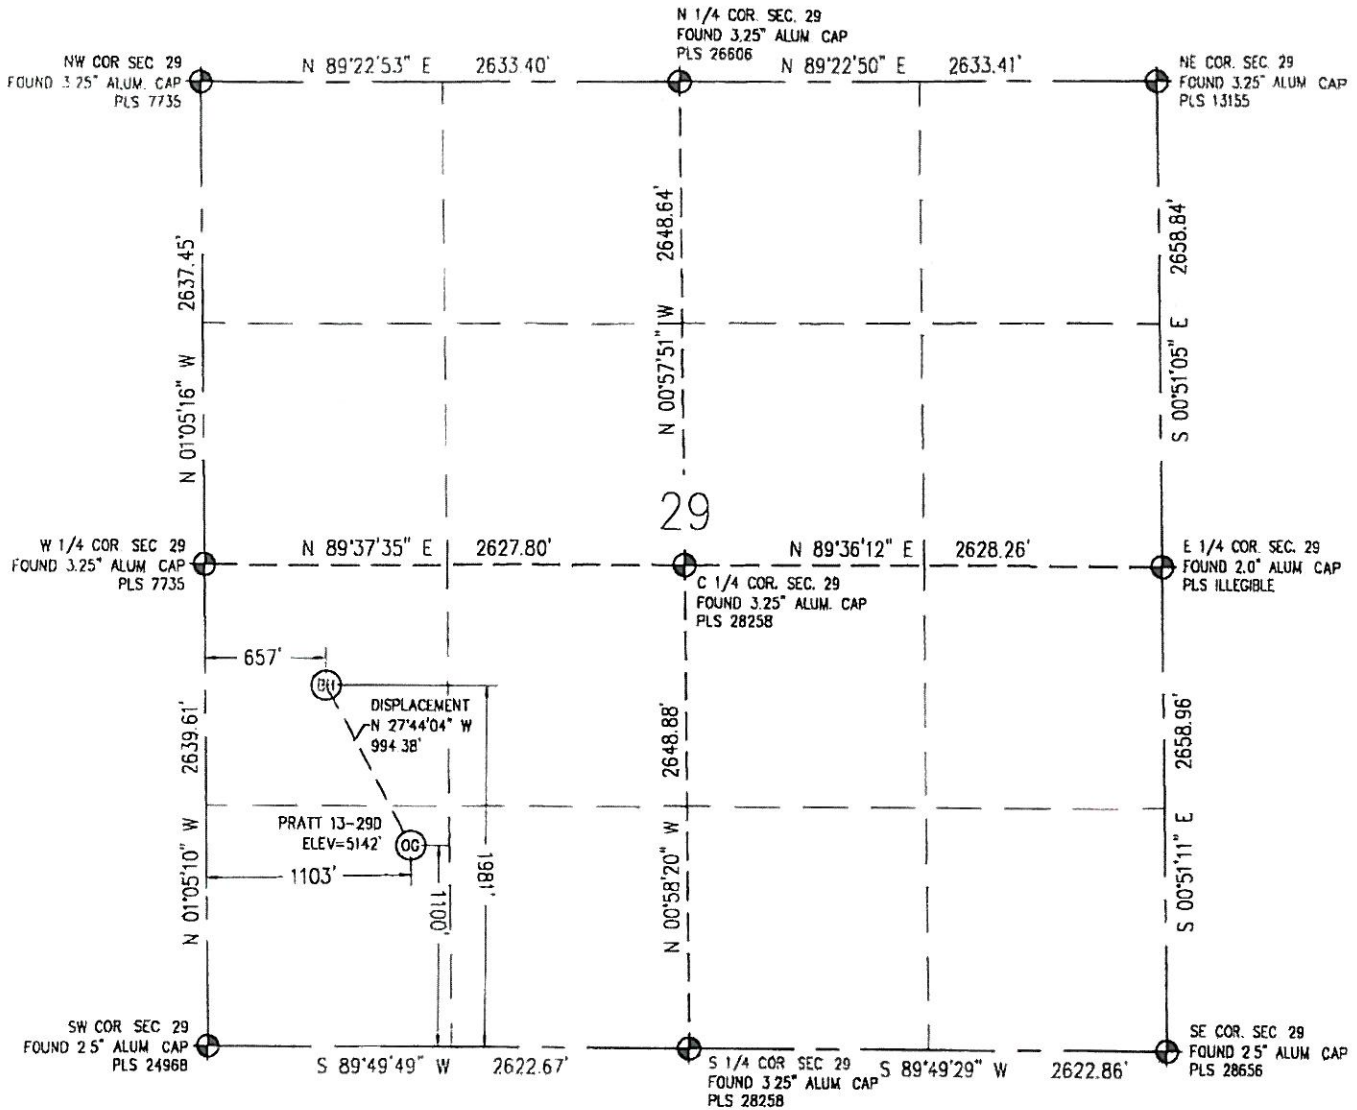 N 1/4 COR. SEC. 29
FOUND 3.25" ALUM CAP
PLS 26606
NW COR SEC 29
FOUND 3 25" ALUM. CAP
PLS 7735
N 89°22'53" E 2633.40'
N 89°22'50" E 2633.41'
NE COR. SEC. 29
FOUND 3.25" ALUM CAP
PLS 13155
2637.45'
N 01°05'16" W
2648.64'
N 00°57'51" W
2658.84'
S 00°51'05" E
29
W 1/4 COR SEC 29
FOUND 3.25" ALUM CAP
PLS 7735
N 89°37'35" E 2627.80'
N 89°36'12" E 2628.26'
E 1/4 COR. SEC. 29
FOUND 2.0" ALUM CAP
PLS ILLEGIBLE
C 1/4 COR. SEC. 29
FOUND 3.25" ALUM. CAP
PLS 28258
657'
BH
DISPLACEMENT
N 27°44'04" W
994 38'
2639.61'
N 01°05'10" W
2648.88'
N 00°58'20" W
2658.96'
S 00°51'11" E
PRATT 13-29D
ELEV=5142'
OG
1103'
1100'
1981'
SW COR SEC 29
FOUND 2 5" ALUM CAP
PLS 24968
S 89°49'49" W 2622.67'
S 1/4 COR SEC 29
FOUND 3 25" ALUM CAP
PLS 28258
S 89°49'29" W 2622.86'
SE COR. SEC 29
FOUND 2 5" ALUM CAP
PLS 28656